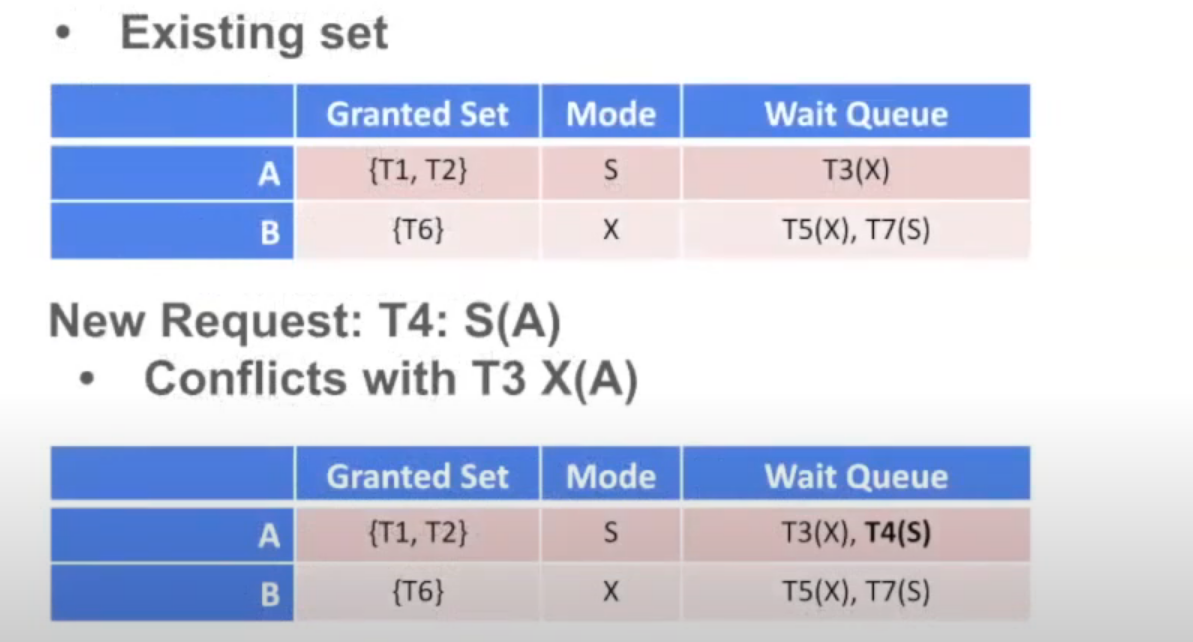 • Existing set
Granted Set Mode Wait Queue
A {T1, T2} S T3(X)
B {T6} X T5(X), T7(S)
New Request: T4: S(A)
• Conflicts with T3 X(A)
Granted Set Mode Wait Queue
A {T1, T2} S T3(X), T4(S)
B {T6} X T5(X), T7(S)